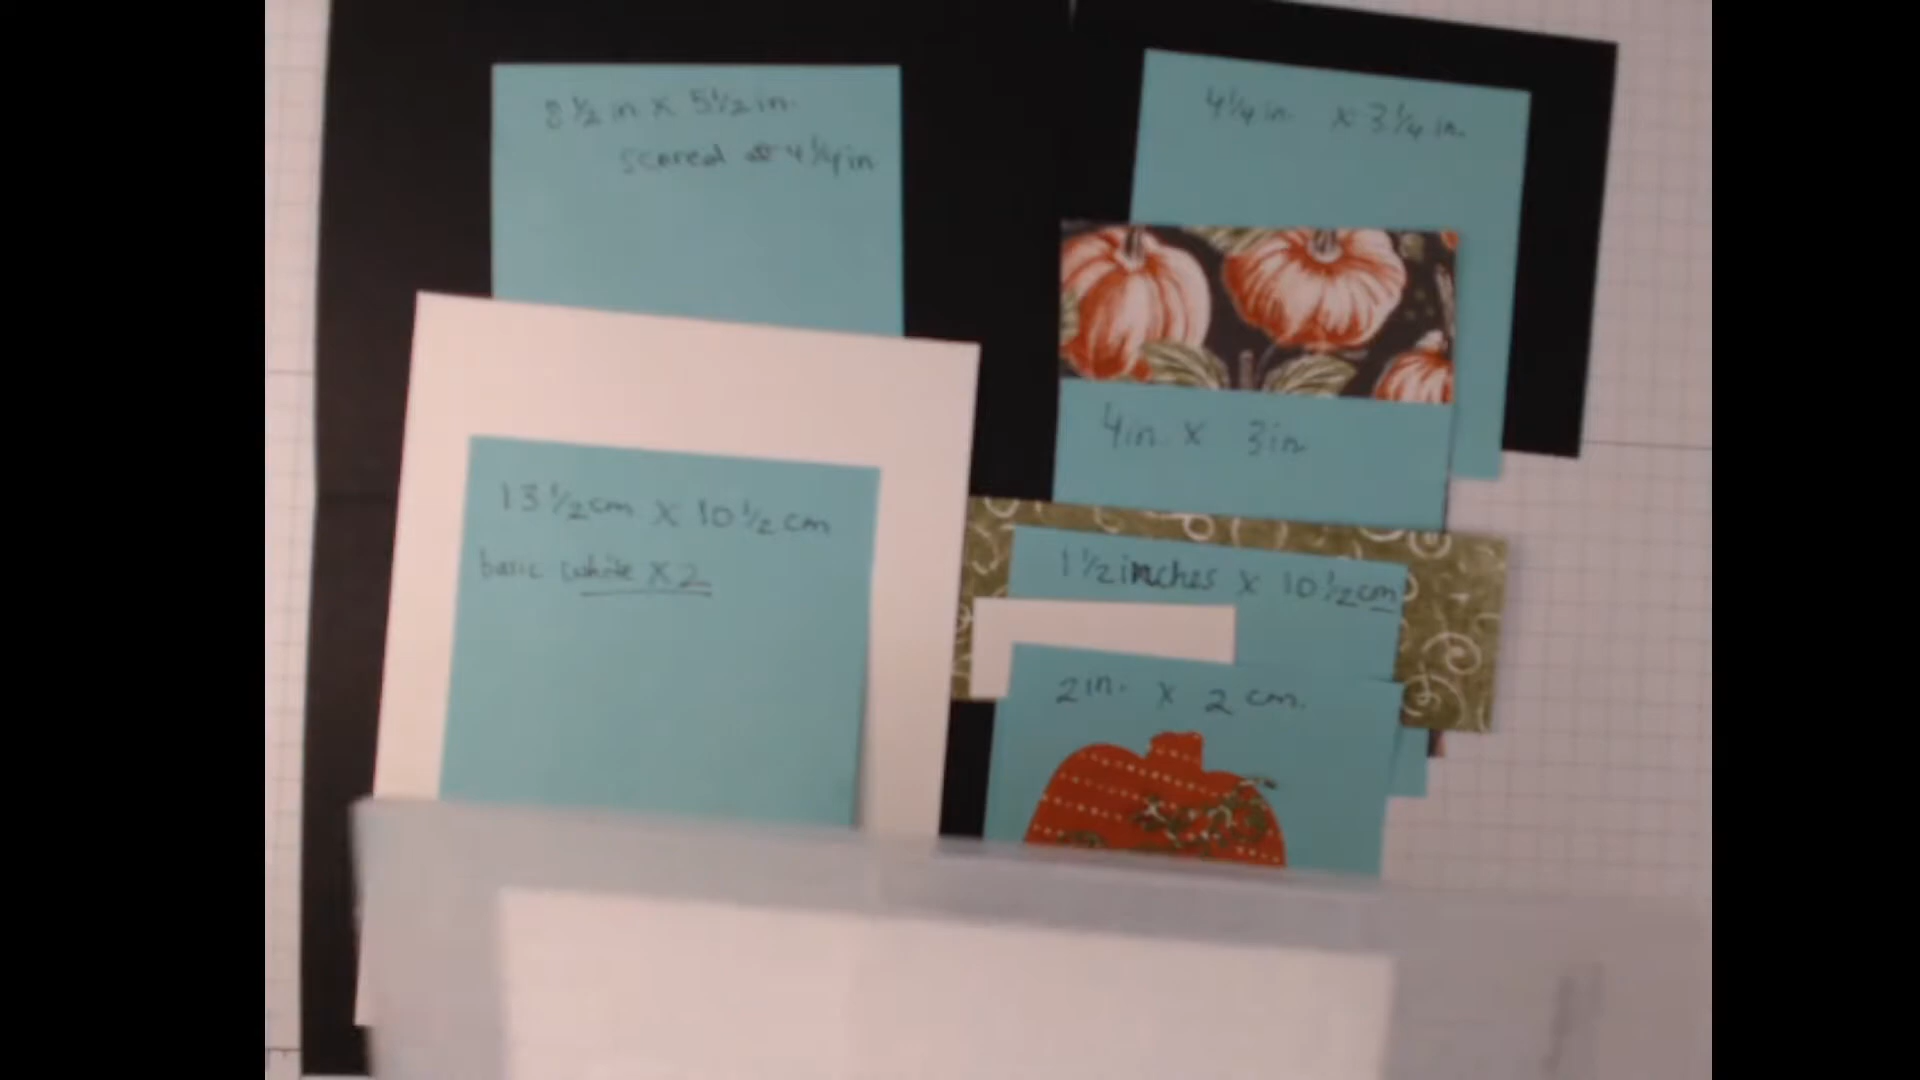 8 1/2 in x 5 1/2 in.
scored at 4 1/4 in
4 1/4 in. x 3 1/4 in.
4 in. x 3 in
13 1/2 cm x 10 1/2 cm
basic white x 2
1 1/2 inches x 10 1/2 cm
2 in. x 2 cm.